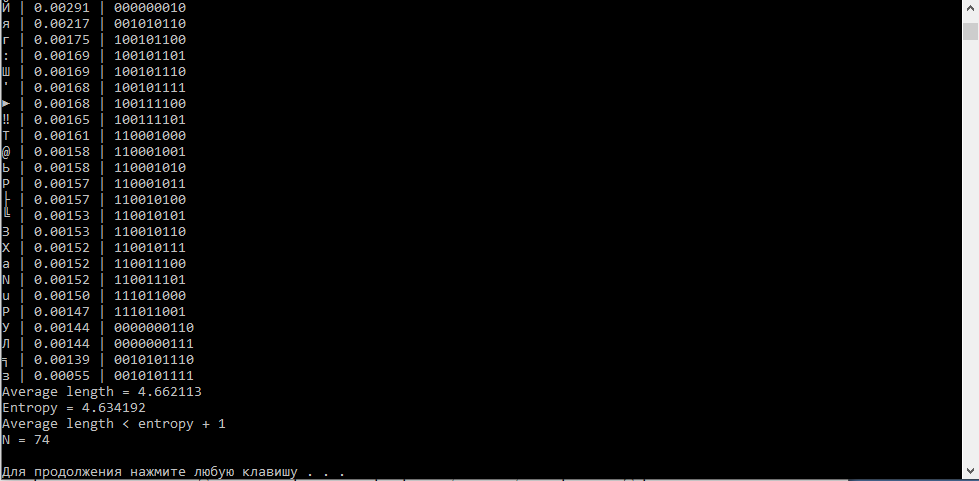 Й | 0.00291 | 000000010
я | 0.00217 | 001010110
г | 0.00175 | 100101100
: | 0.00169 | 100101101
Ш | 0.00169 | 100101110
' | 0.00168 | 100101111
► | 0.00168 | 100111100
‼ | 0.00165 | 100111101
Т | 0.00161 | 110001000
@ | 0.00158 | 110001001
Ь | 0.00158 | 110001010
Р | 0.00157 | 110001011
├ | 0.00157 | 110010100
╚ | 0.00153 | 110010101
З | 0.00153 | 110010110
Х | 0.00152 | 110010111
а | 0.00152 | 110011100
N | 0.00152 | 110011101
u | 0.00150 | 111011000
P | 0.00147 | 111011001
У | 0.00144 | 0000000110
Л | 0.00144 | 0000000111
╕ | 0.00139 | 0010101110
з | 0.00055 | 0010101111
Average length = 4.662113
Entropy = 4.634192
Average length < entropy + 1
N = 74
Для продолжения нажмите любую клавишу . . .